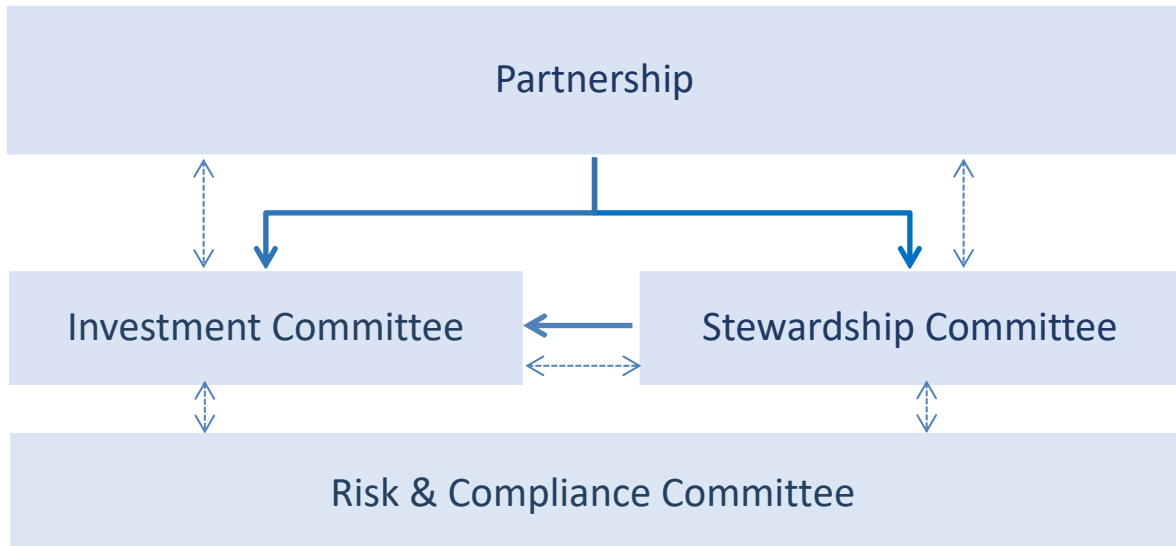 Partnership
Investment Committee
Stewardship Committee
Risk & Compliance Committee